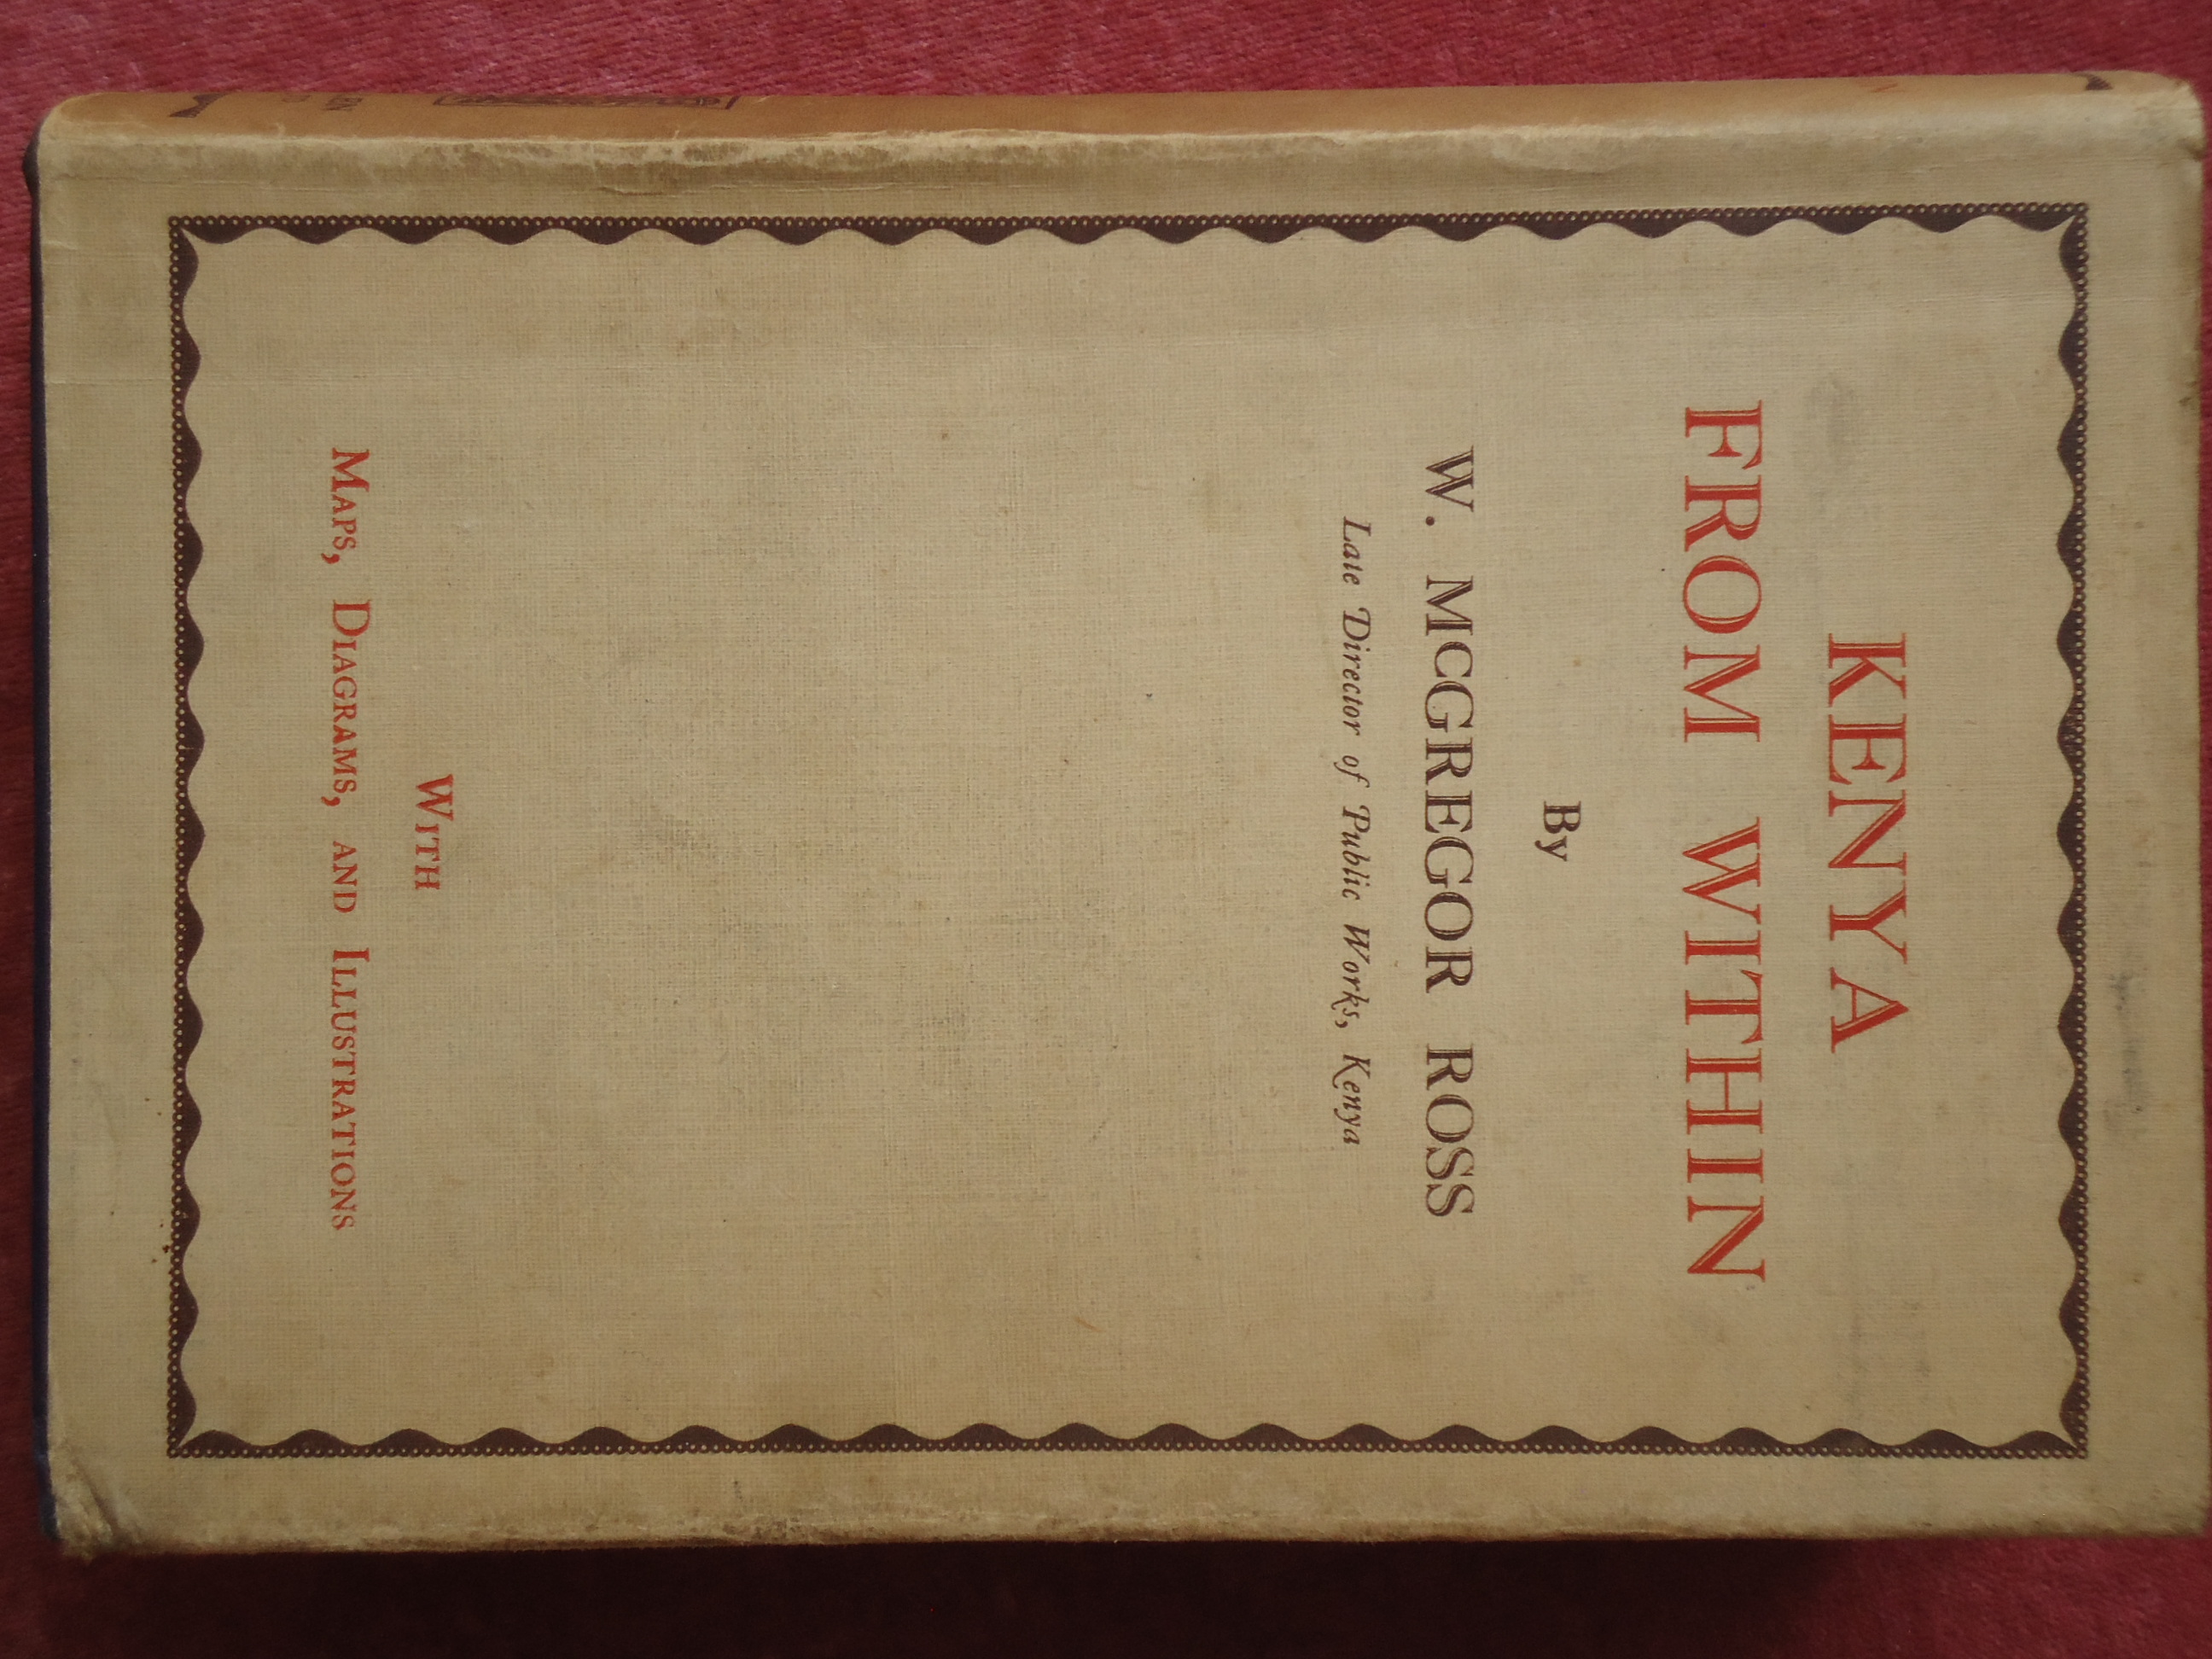 KENYA
FROM WITHIN
By
W. MCGREGOR ROSS
Late Director of Public Works, Kenya
WITH
MAPS, DIAGRAMS, AND ILLUSTRATIONS